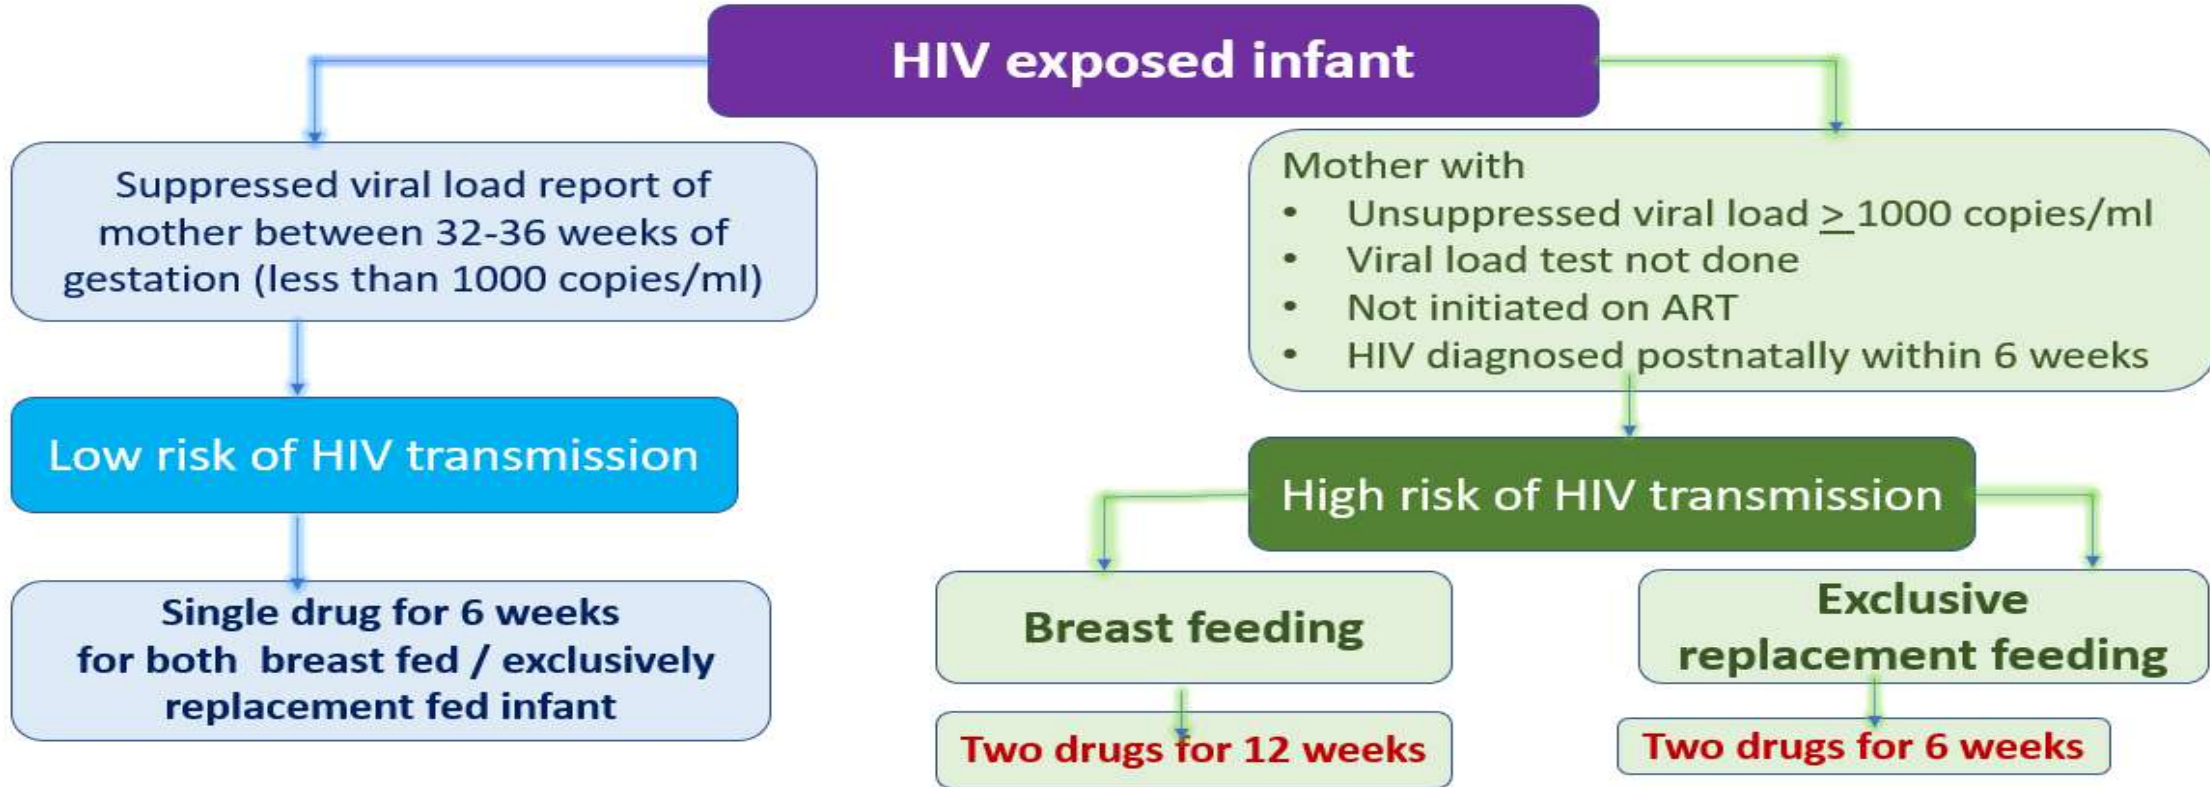 HIV exposed infant
Suppressed viral load report of
mother between 32-36 weeks of
gestation (less than 1000 copies/ml)
Mother with
• Unsuppressed viral load ≥ 1000 copies/ml
• Viral load test not done
• Not initiated on ART
• HIV diagnosed postnatally within 6 weeks
Low risk of HIV transmission
High risk of HIV transmission
Single drug for 6 weeks
for both breast fed / exclusively
replacement fed infant
Breast feeding
Exclusive
replacement feeding
Two drugs for 12 weeks
Two drugs for 6 weeks